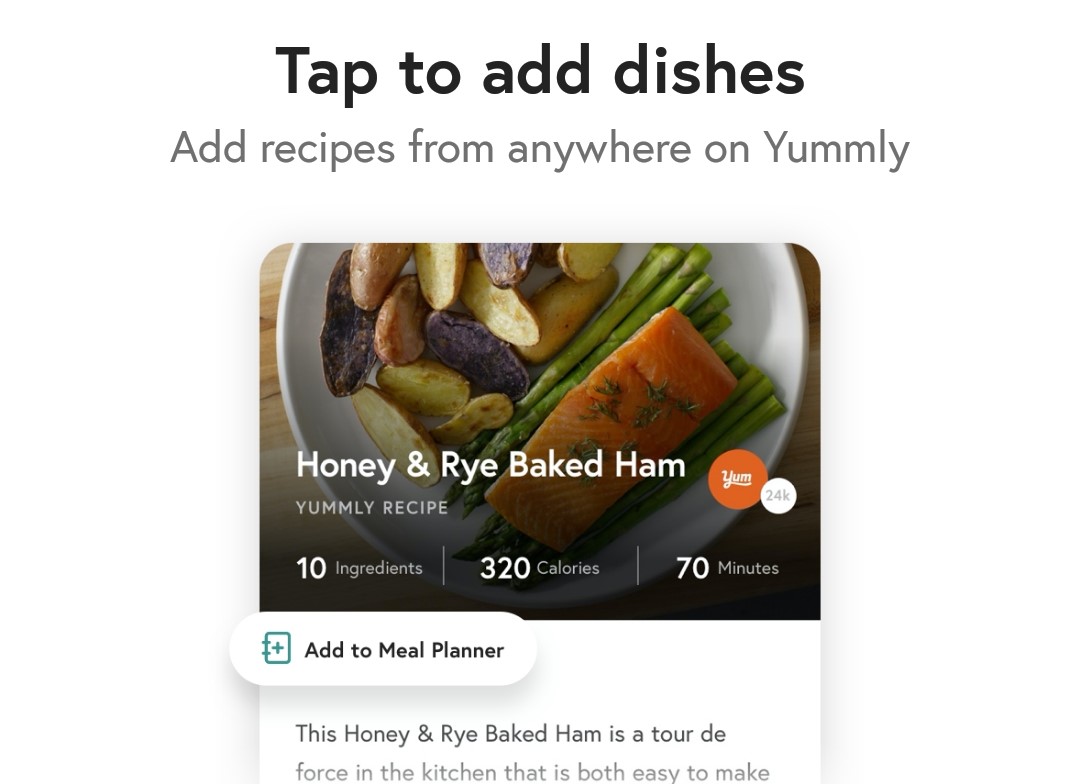 Tap to add dishes
Add recipes from anywhere on Yummly
Honey & Rye Baked Ham
Yum
24k
YUMMLY RECIPE
10 Ingredients 320 Calories 70 Minutes
Add to Meal Planner
This Honey & Rye Baked Ham is a tour de
force in the kitchen that is both easy to make